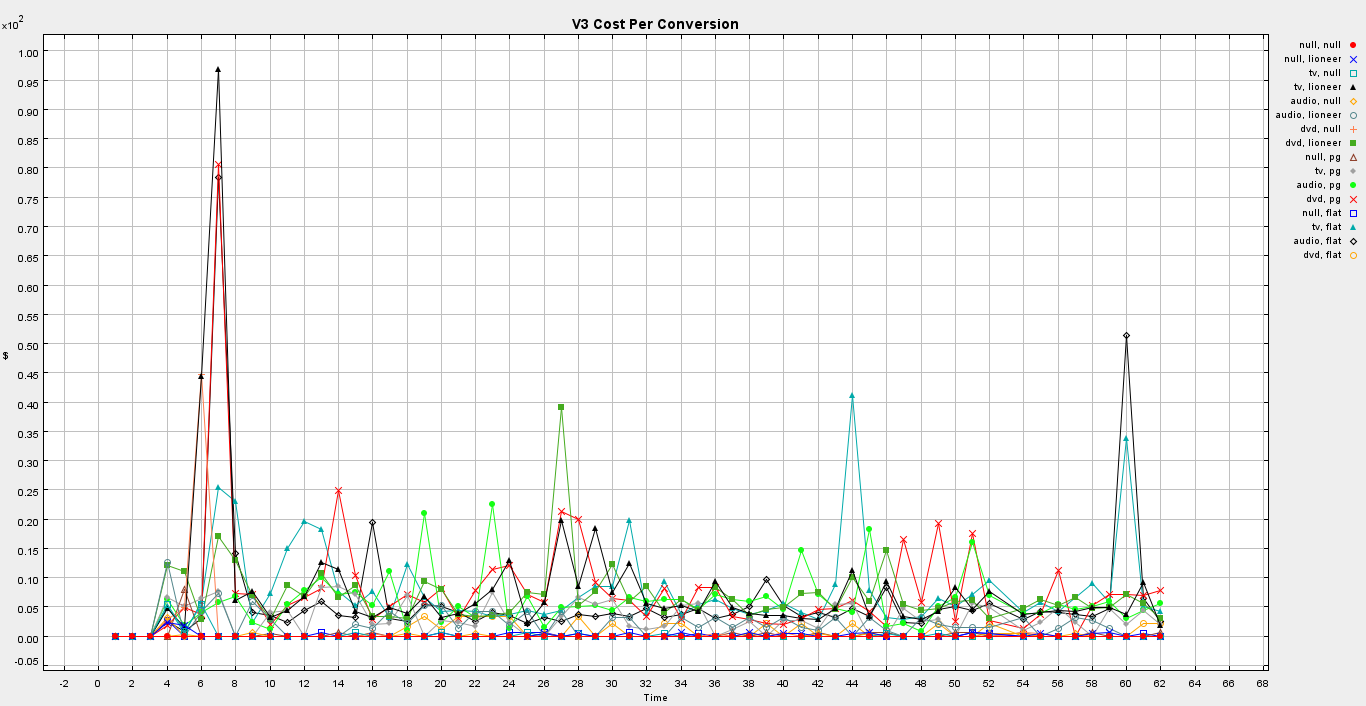 V3 Cost Per Conversion
x10^2
1.00
0.95
0.90
0.85
0.80
0.75
0.70
0.65
0.60
0.55
0.50
0.45
0.40
0.35
0.30
0.25
0.20
0.15
0.10
0.05
0.00
-0.05
$
-2 0 2 4 6 8 10 12 14 16 18 20 22 24 26 28 30 32 34 36 38 40 42 44 46 48 50 52 54 56 58 60 62 64 66 68
Time
null, null
null, lioneer
tv, null
tv, lioneer
audio, null
audio, lioneer
dvd, null
dvd, lioneer
null, pg
tv, pg
audio, pg
dvd, pg
null, flat
tv, flat
audio, flat
dvd, flat